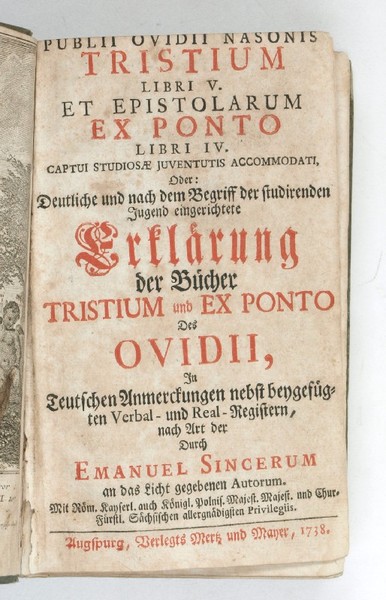 PUBLII OVIDII NASONIS
TRISTIUM
LIBRI V.
ET EPISTOLARUM
EX PONTO
LIBRI IV.
CAPTUI STUDIOSÆ JUVENTUTIS ACCOMMODATI,
Oder:
Deutliche und nach dem Begriff der studirenden
Jugend eingerichtete
Erklärung
der Bücher
TRISTIUM und EX PONTO
Des
OVIDII,
In
Teutschen Anmerckungen nebst beygefüg-
ten Verbal- und Real-Registern,
nach Art der
Durch
EMANUEL SINCERUM
an das Licht gegebenen Autorum.
Mit Röm. Kayserl. auch Königl. Polnis. Majest. Majest. und Chur-
Fürstl. Sächsischen allergnädigsten Privilegiis.
Augspurg, Verlegts Mertz und Mayer, 1738.